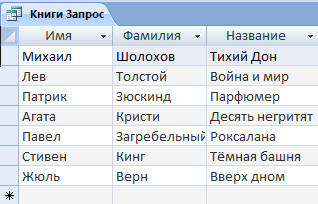 Книги Запрос
Имя Фамилия Название
Михаил Шолохов Тихий Дон
Лев Толстой Война и мир
Патрик Зюскинд Парфюмер
Агата Кристи Десять негритят
Павел Загребельный Роксалана
Стивен Кинг Тёмная башня
Жюль Верн Вверх дном